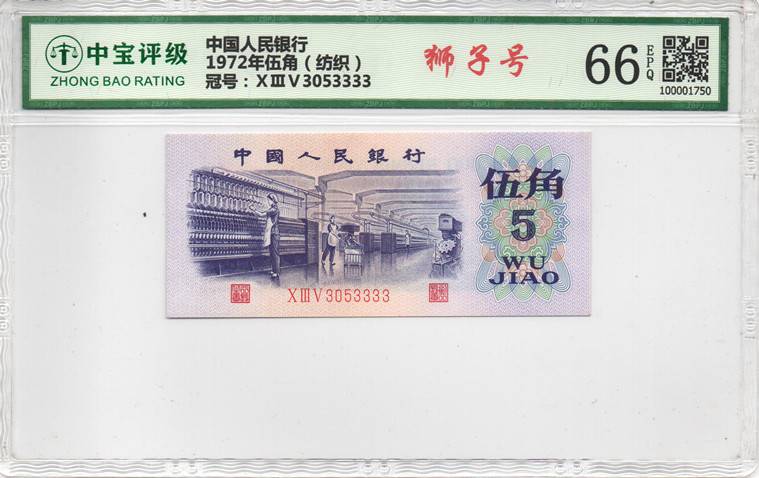 中宝评级
ZHONG BAO RATING
中国人民银行
1972年伍角（纺织）
冠号：ⅩⅢⅤ3053333
狮子号
66
EPQ
100001750
中國人民銀行
伍角
5
WU
JIAO
ⅩⅢⅤ3053333